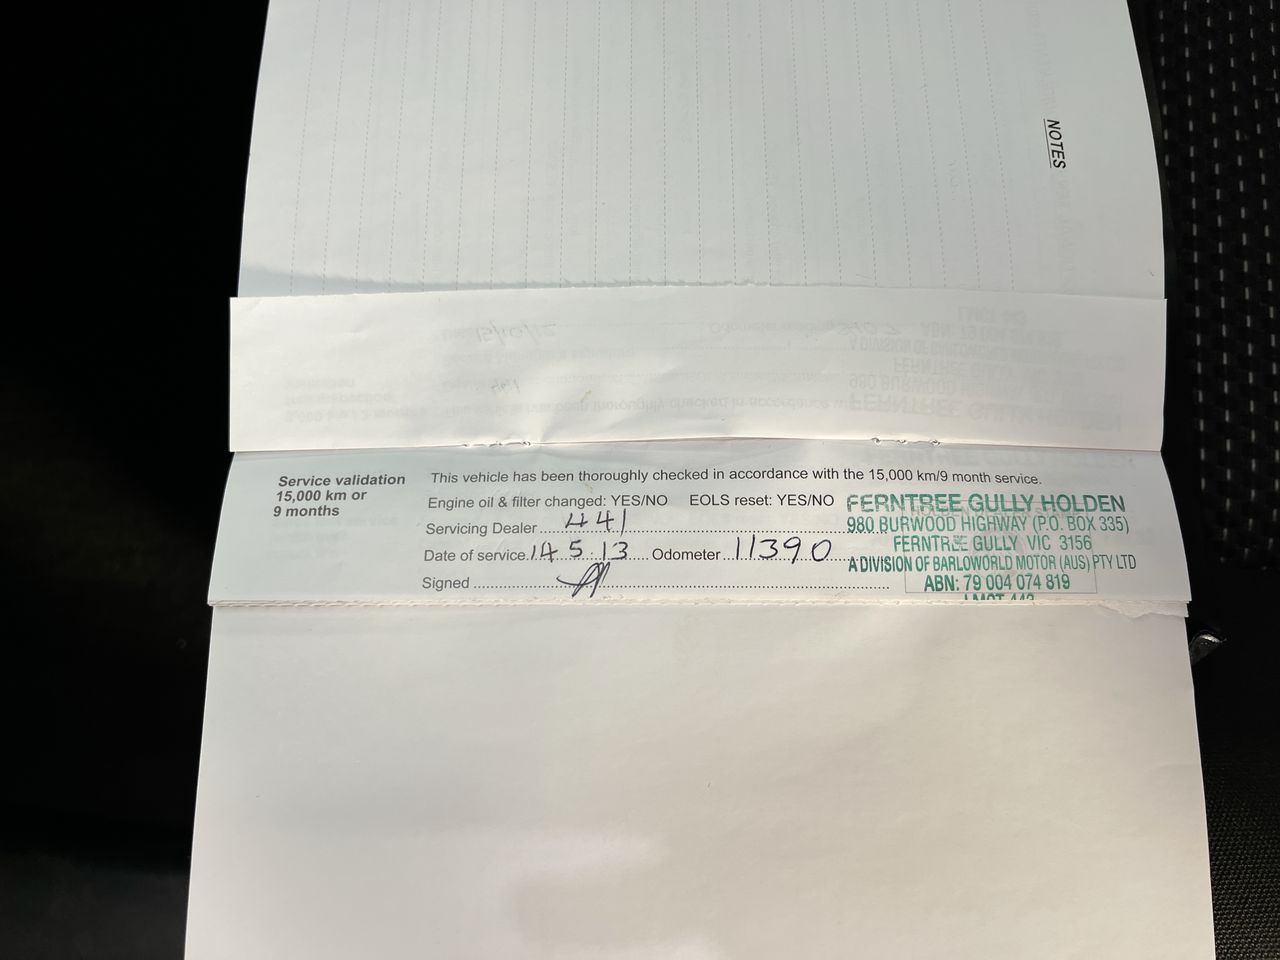 NOTES
Service validation
15,000 km or
9 months
This vehicle has been thoroughly checked in accordance with the 15,000 km/9 month service.
Engine oil & filter changed: YES/NO EOLS reset: YES/NO
Servicing Dealer 441
Date of service 14.5.13 Odometer 11390
Signed
FERNTREE GULLY HOLDEN
980 BURWOOD HIGHWAY (P.O. BOX 335)
FERNTREE GULLY VIC 3156
A DIVISION OF BARLOWORLD MOTOR (AUS) PTY LTD
ABN: 79 004 074 819